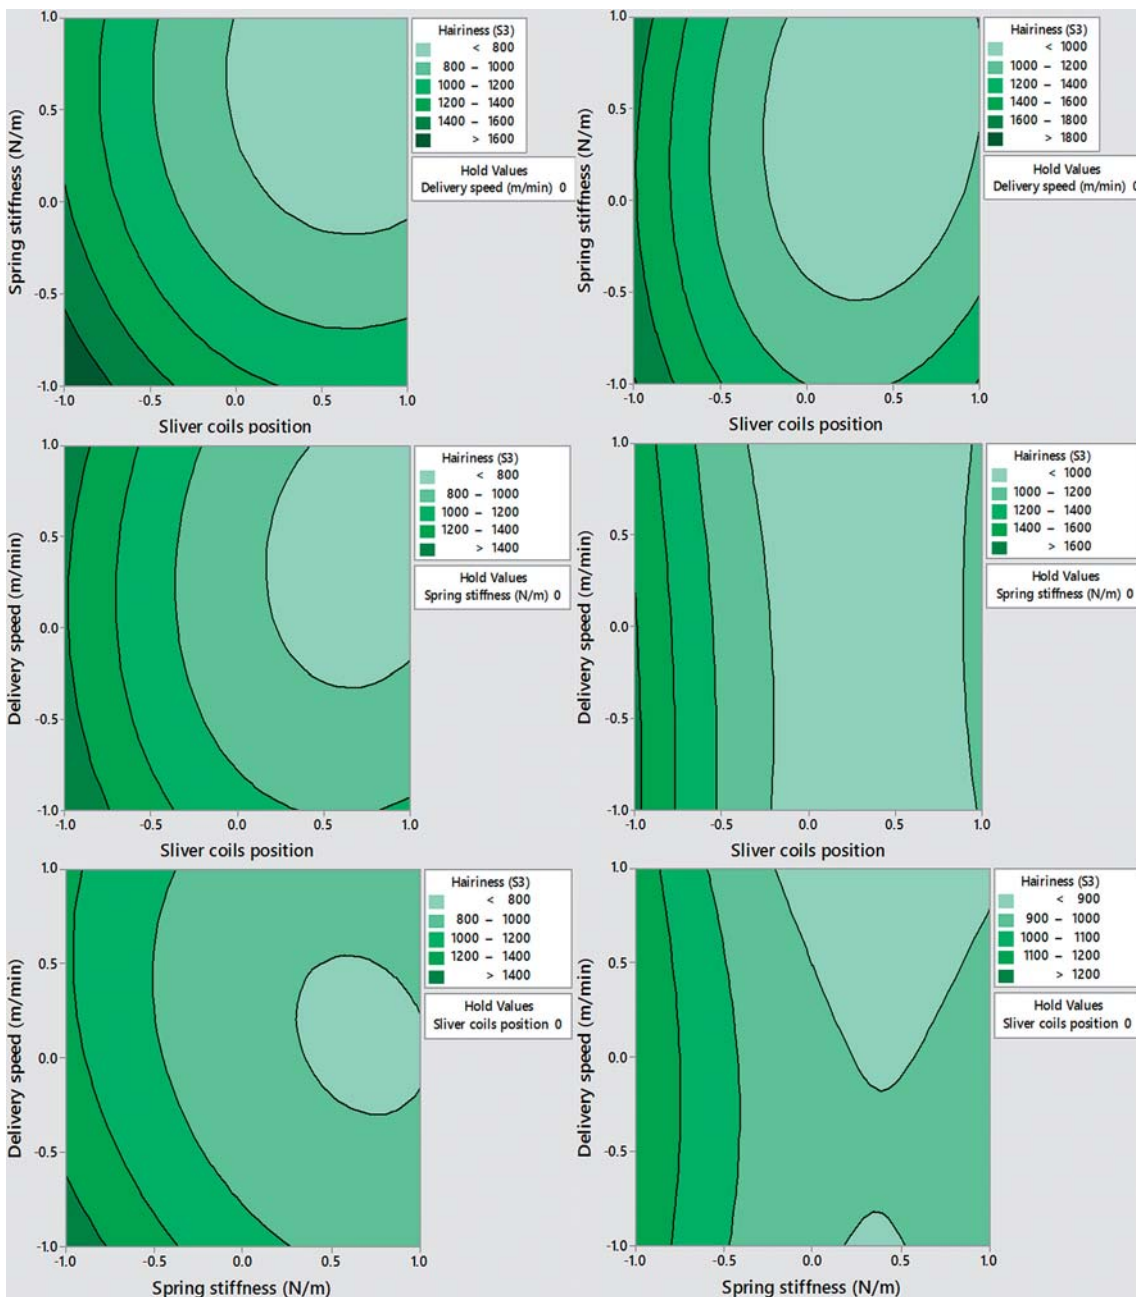 Hairiness (S3)
< 800
800 – 1000
1000 – 1200
1200 – 1400
1400 – 1600
> 1600
Hold Values
Delivery speed (m/min) 0
Spring stiffness (N/m)
1.0
0.5
0.0
-0.5
-1.0
-1.0 -0.5 0.0 0.5 1.0
Sliver coils position
Hairiness (S3)
< 1000
1000 – 1200
1200 – 1400
1400 – 1600
1600 – 1800
> 1800
Hold Values
Delivery speed (m/min) 0
Spring stiffness (N/m)
1.0
0.5
0.0
-0.5
-1.0
-1.0 -0.5 0.0 0.5 1.0
Sliver coils position
Hairiness (S3)
< 800
800 – 1000
1000 – 1200
1200 – 1400
> 1400
Hold Values
Spring stiffness (N/m) 0
Delivery speed (m/min)
1.0
0.5
0.0
-0.5
-1.0
-1.0 -0.5 0.0 0.5 1.0
Sliver coils position
Hairiness (S3)
< 1000
1000 – 1200
1200 – 1400
1400 – 1600
> 1600
Hold Values
Spring stiffness (N/m) 0
Delivery speed (m/min)
1.0
0.5
0.0
-0.5
-1.0
-1.0 -0.5 0.0 0.5 1.0
Sliver coils position
Hairiness (S3)
< 800
800 – 1000
1000 – 1200
1200 – 1400
> 1400
Hold Values
Sliver coils position 0
Delivery speed (m/min)
1.0
0.5
0.0
-0.5
-1.0
-1.0 -0.5 0.0 0.5 1.0
Spring stiffness (N/m)
Hairiness (S3)
< 900
900 – 1000
1000 – 1100
1100 – 1200
> 1200
Hold Values
Sliver coils position 0
Delivery speed (m/min)
1.0
0.5
0.0
-0.5
-1.0
-1.0 -0.5 0.0 0.5 1.0
Spring stiffness (N/m)